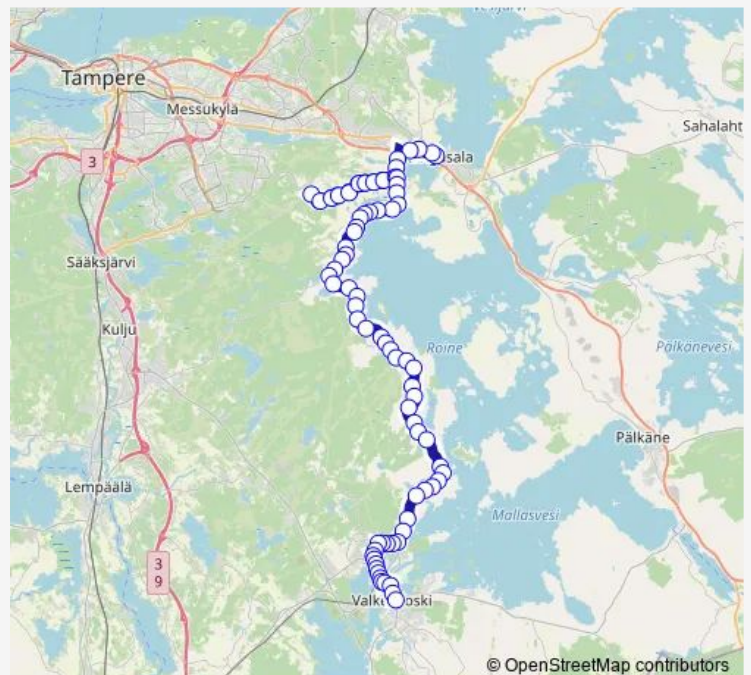 Tampere
Messukylä
Sahalaht
3
Sääksjärvi
Kulju
Roine
Pälkänevesi
Pälkäne
Lempäälä
Mallasvesi
3
9
© OpenStreetMap contributors